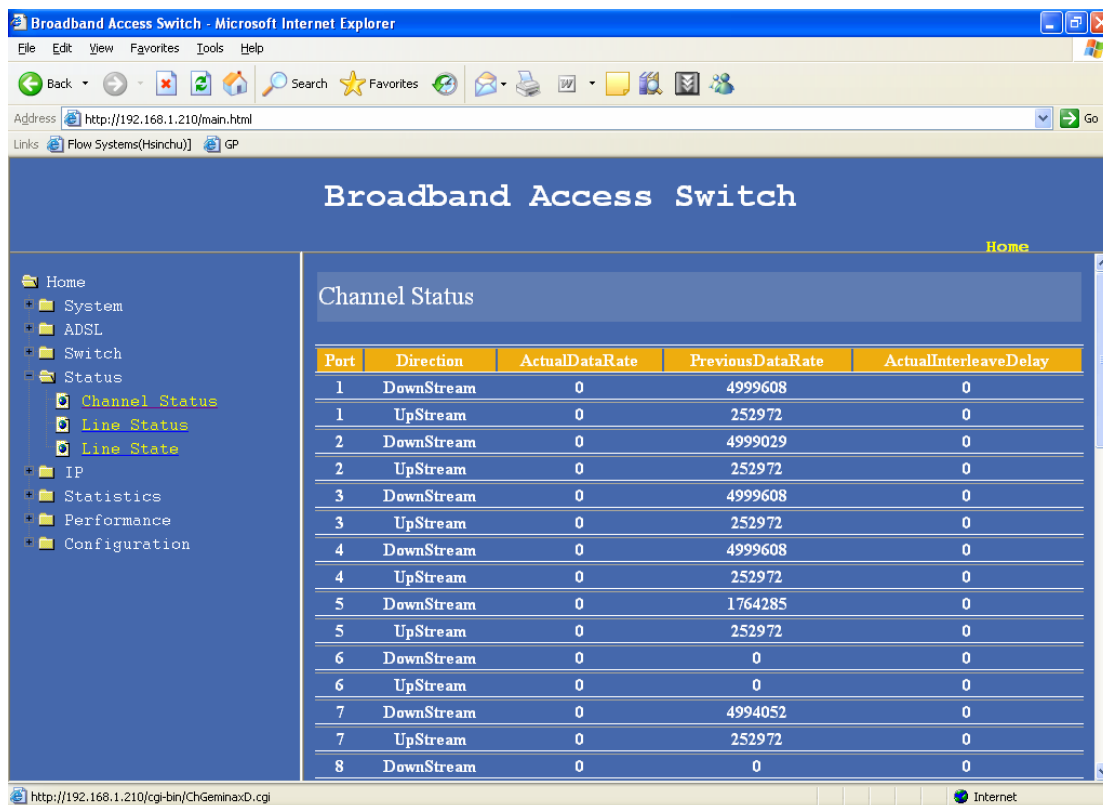 Broadband Access Switch - Microsoft Internet Explorer
File Edit View Favorites Tools Help
Back Search Favorites
Address http://192.168.1.210/main.html Go
Links Flow Systems(Hsinchu)] GP
Broadband Access Switch
Home
Home
System
ADSL
Switch
Status
Channel Status
Line Status
Line State
IP
Statistics
Performance
Configuration
Channel Status
Port Direction ActualDataRate PreviousDataRate ActualInterleaveDelay
1 DownStream 0 4999608 0
1 UpStream 0 252972 0
2 DownStream 0 4999029 0
2 UpStream 0 252972 0
3 DownStream 0 4999608 0
3 UpStream 0 252972 0
4 DownStream 0 4999608 0
4 UpStream 0 252972 0
5 DownStream 0 1764285 0
5 UpStream 0 252972 0
6 DownStream 0 0 0
6 UpStream 0 0 0
7 DownStream 0 4994052 0
7 UpStream 0 252972 0
8 DownStream 0 0 0
http://192.168.1.210/cgi-bin/ChGeminaxD.cgi Internet